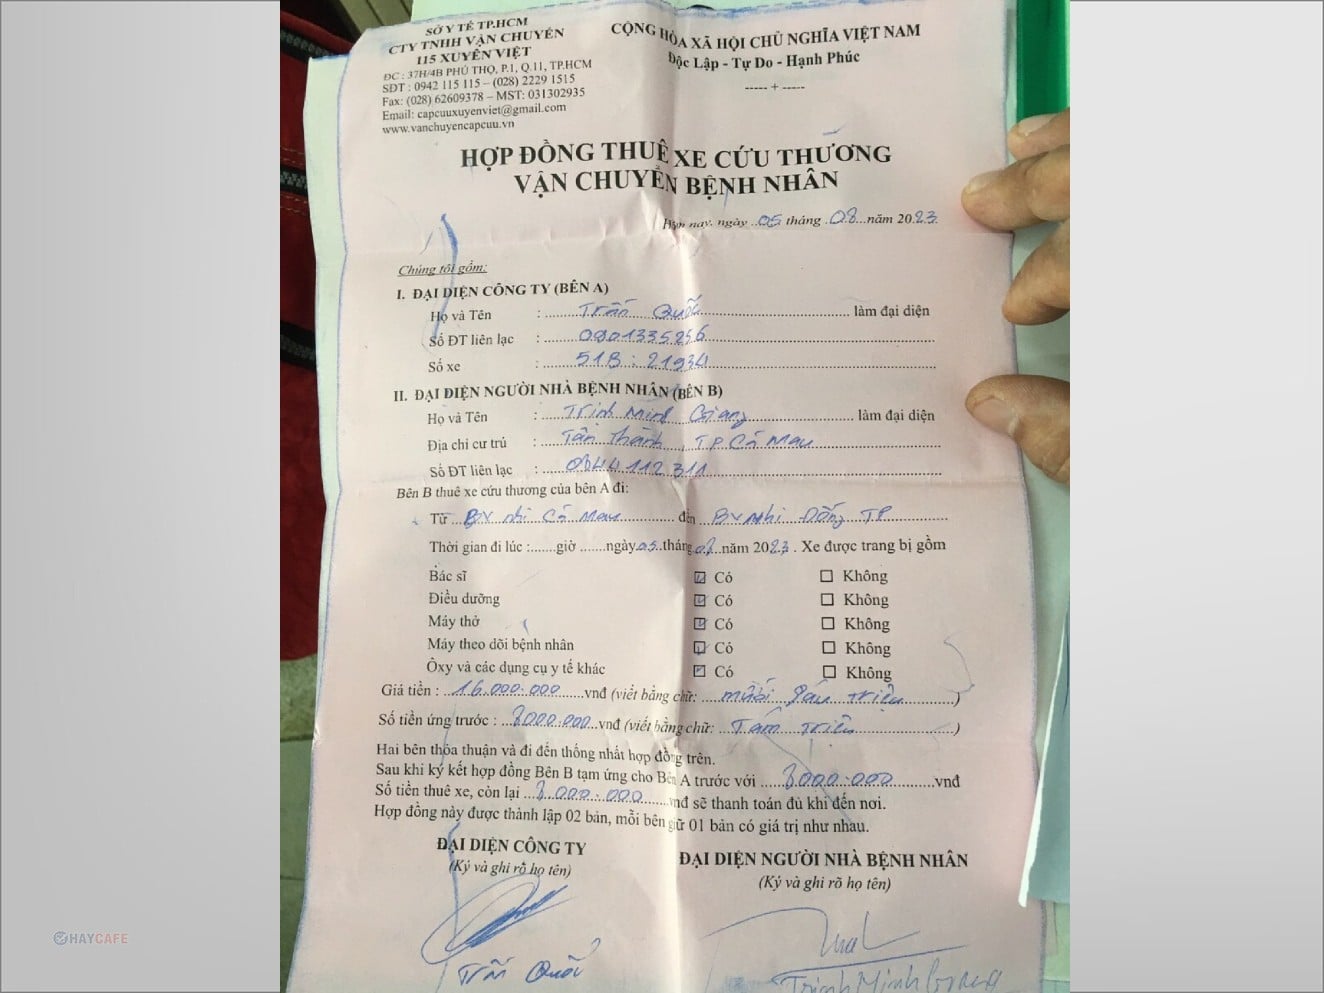 SỞ Y TẾ TP.HCM
CTY TNHH VẬN CHUYỂN
115 XUYÊN VIỆT
ĐC : 37H/4B PHÚ THỌ, P.1, Q.11, TP.HCM
SĐT : 0942 115 115 – (028) 2229 1515
Fax: (028) 62609378 – MST: 031302935
Email: capcuuxuyenviet@gmail.com
www.vanchuyencapcuu.vn
CỘNG HÒA XÃ HỘI CHỦ NGHĨA VIỆT NAM
Độc Lập - Tự Do - Hạnh Phúc
----- + -----
HỢP ĐỒNG THUÊ XE CỨU THƯƠNG
VẬN CHUYỂN BỆNH NHÂN
Hôm nay, ngày 05 tháng 08 năm 2023
Chúng tôi gồm:
I. ĐẠI DIỆN CÔNG TY (BÊN A)
Họ và Tên : Trần Quốc làm đại diện
Số ĐT liên lạc : 0901335256
Số xe : 51B : 21934
II. ĐẠI DIỆN NGƯỜI NHÀ BỆNH NHÂN (BÊN B)
Họ và Tên : Trịnh Minh Giang làm đại diện
Địa chỉ cư trú : Tân Thành, TP Cà Mau
Số ĐT liên lạc : 0844 112 311
Bên B thuê xe cứu thương của bên A đi:
Từ BV nhi Cà Mau đến BV Nhi Đồng TP
Thời gian đi lúc :.......giờ .......ngày 05 tháng 08 năm 2023 . Xe được trang bị gồm
Bác sĩ Có Không
Điều dưỡng Có Không
Máy thở Có Không
Máy theo dõi bệnh nhân Có Không
Ôxy và các dụng cụ y tế khác Có Không
Giá tiền : 16.000.000 vnđ (viết bằng chữ: mười sáu triệu)
Số tiền ứng trước : 8000.000 vnđ (viết bằng chữ: Tám triệu)
Hai bên thỏa thuận và đi đến thống nhất hợp đồng trên.
Sau khi ký kết hợp đồng Bên B tạm ứng cho Bên A trước với 8000.000 vnđ
Số tiền thuê xe, còn lại 8.000.000 vnđ sẽ thanh toán đủ khi đến nơi.
Hợp đồng này được thành lập 02 bản, mỗi bên giữ 01 bản có giá trị như nhau.
ĐẠI DIỆN CÔNG TY
(Ký và ghi rõ họ tên)
Trần Quốc
ĐẠI DIỆN NGƯỜI NHÀ BỆNH NHÂN
(Ký và ghi rõ họ tên)
Trịnh Minh Giang
HAYCAFE